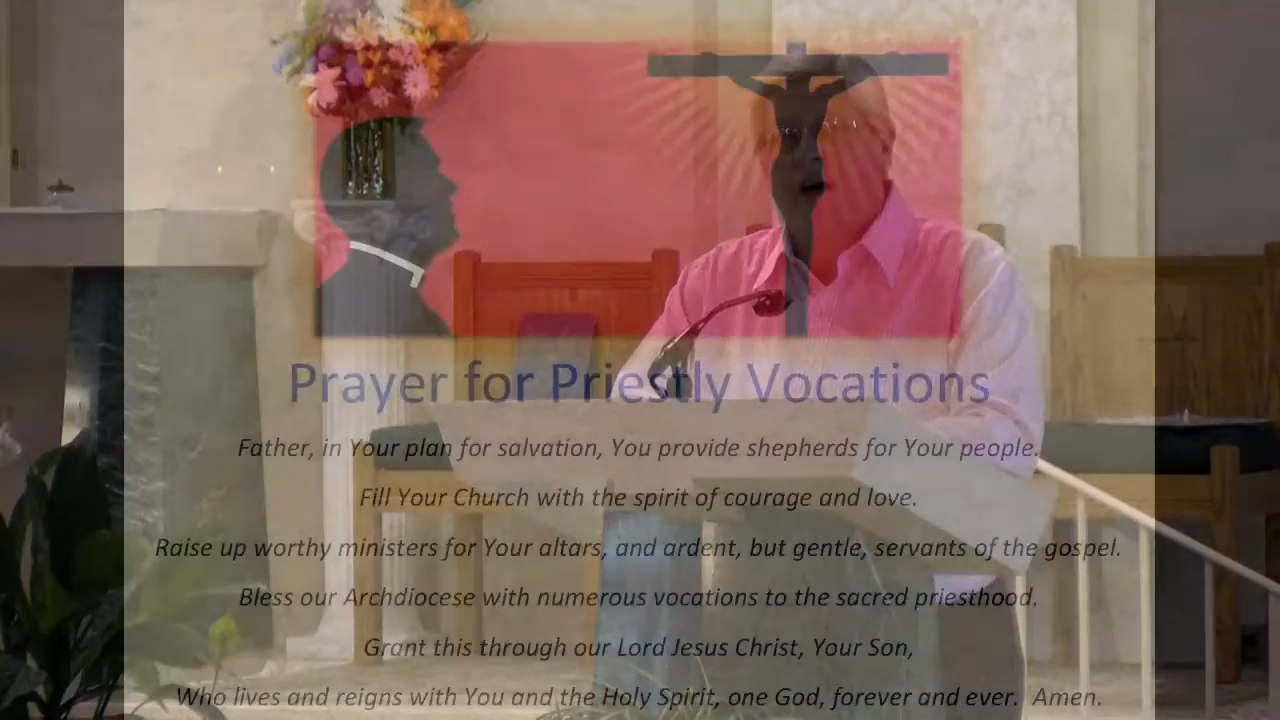 Prayer for Priestly Vocations
Father, in Your plan for salvation, You provide shepherds for Your people.
Fill Your Church with the spirit of courage and love.
Raise up worthy ministers for Your altars, and ardent, but gentle, servants of the gospel.
Bless our Archdiocese with numerous vocations to the sacred priesthood.
Grant this through our Lord Jesus Christ, Your Son,
Who lives and reigns with You and the Holy Spirit, one God, forever and ever. Amen.